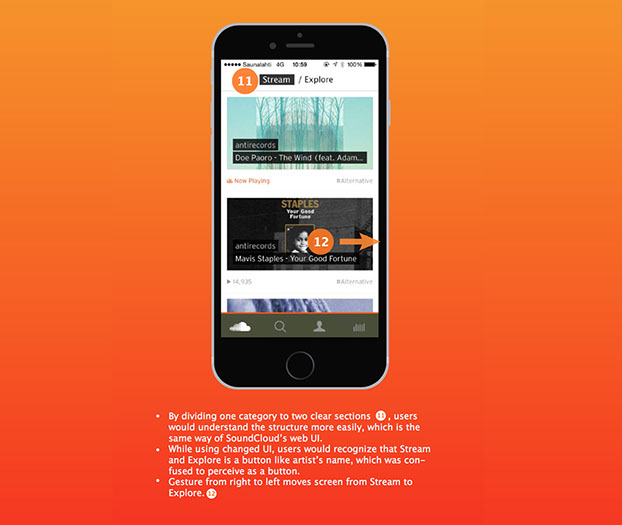 Saunalahti 4G 10:59 100%
11 Stream / Explore
antirecords
Doe Paoro - The Wind (feat. Adam...
Now Playing #Alternative
STAPLES
Your Good
Fortune
12
antirecords
Mavis Staples - Your Good Fortune
14,935 #Alternative
• By dividing one category to two clear sections 11, users
would understand the structure more easily, which is the
same way of SoundCloud's web UI.
• While using changed UI, users would recognize that Stream
and Explore is a button like artist's name, which was con-
fused to perceive as a button.
• Gesture from right to left moves screen from Stream to
Explore. 12